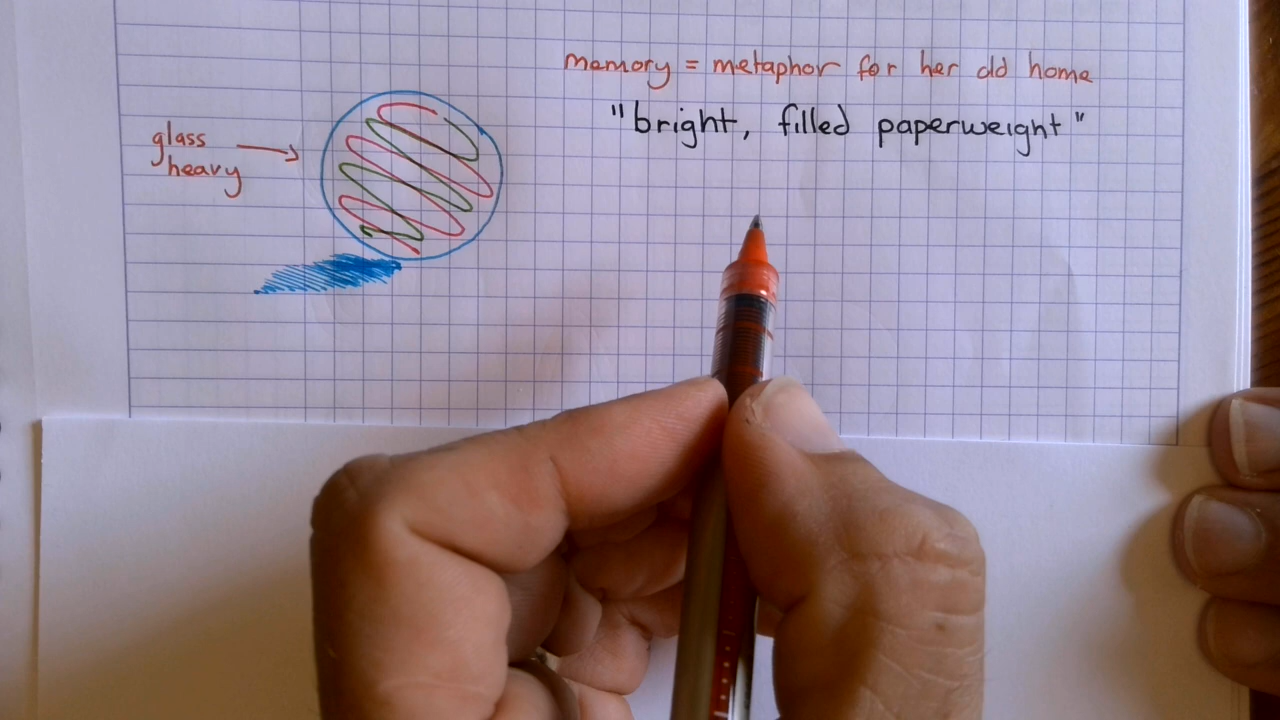 memory = metaphor for her old home
"bright, filled paperweight"
glass
heavy